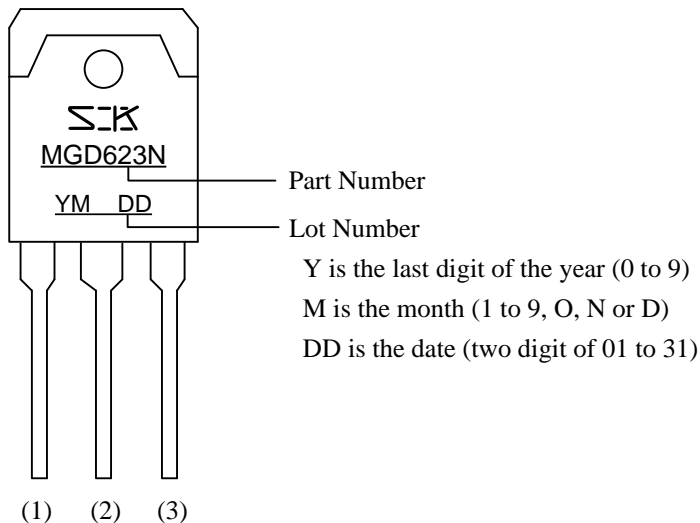 SK
MGD623N
YM DD
Part Number
Lot Number
Y is the last digit of the year (0 to 9)
M is the month (1 to 9, O, N or D)
DD is the date (two digit of 01 to 31)
(1) (2) (3)